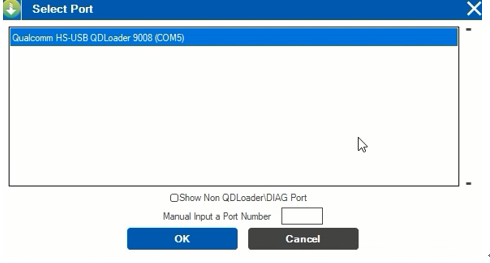 Select Port
Qualcomm HS-USB QDLoader 9008 (COM5)
Show Non QDLoader\DIAG Port
Manual Input a Port Number
OK
Cancel